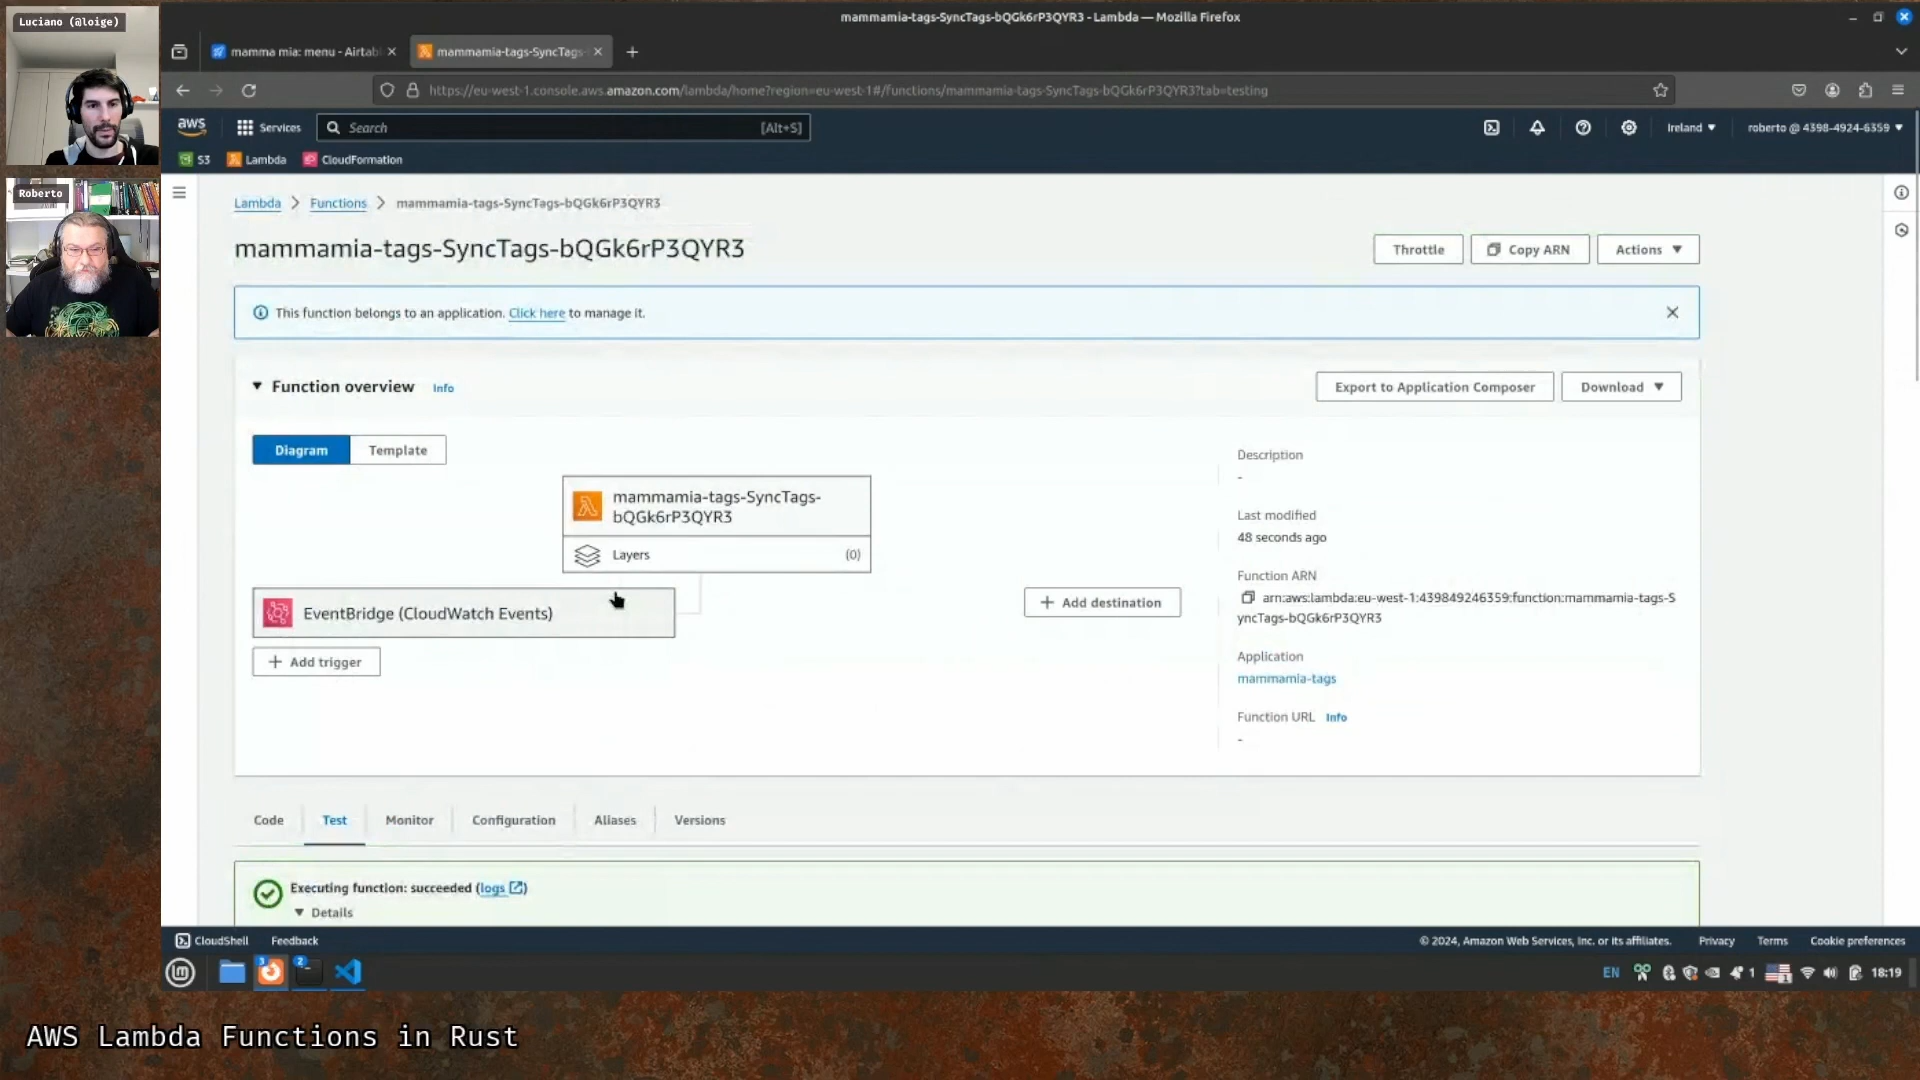 Luciano (@loige)
Roberto
mammamia-tags-SyncTags-bQGk6rP3QYR3 - Lambda — Mozilla Firefox
mamma mia: menu - Airtab
mammamia-tags-SyncTags-
https://eu-west-1.console.aws.amazon.com/lambda/home?region=eu-west-1#/functions/mammamia-tags-SyncTags-bQGk6rP3QYR3?tab=testing
aws
Services
Search
[Alt+S]
Ireland
roberto @ 4398-4924-6359
S3
Lambda
CloudFormation
Lambda
Functions
mammamia-tags-SyncTags-bQGk6rP3QYR3
mammamia-tags-SyncTags-bQGk6rP3QYR3
Throttle
Copy ARN
Actions
This function belongs to an application. Click here to manage it.
Function overview
Info
Export to Application Composer
Download
Diagram
Template
mammamia-tags-SyncTags-
bQGk6rP3QYR3
Layers
(0)
EventBridge (CloudWatch Events)
Add trigger
Add destination
Description
-
Last modified
48 seconds ago
Function ARN
arn:aws:lambda:eu-west-1:439849246359:function:mammamia-tags-S
yncTags-bQGk6rP3QYR3
Application
mammamia-tags
Function URL
Info
-
Code
Test
Monitor
Configuration
Aliases
Versions
Executing function: succeeded (logs)
Details
CloudShell
Feedback
© 2024, Amazon Web Services, Inc. or its affiliates.
Privacy
Terms
Cookie preferences
3
2
EN
1
18:19
AWS Lambda Functions in Rust